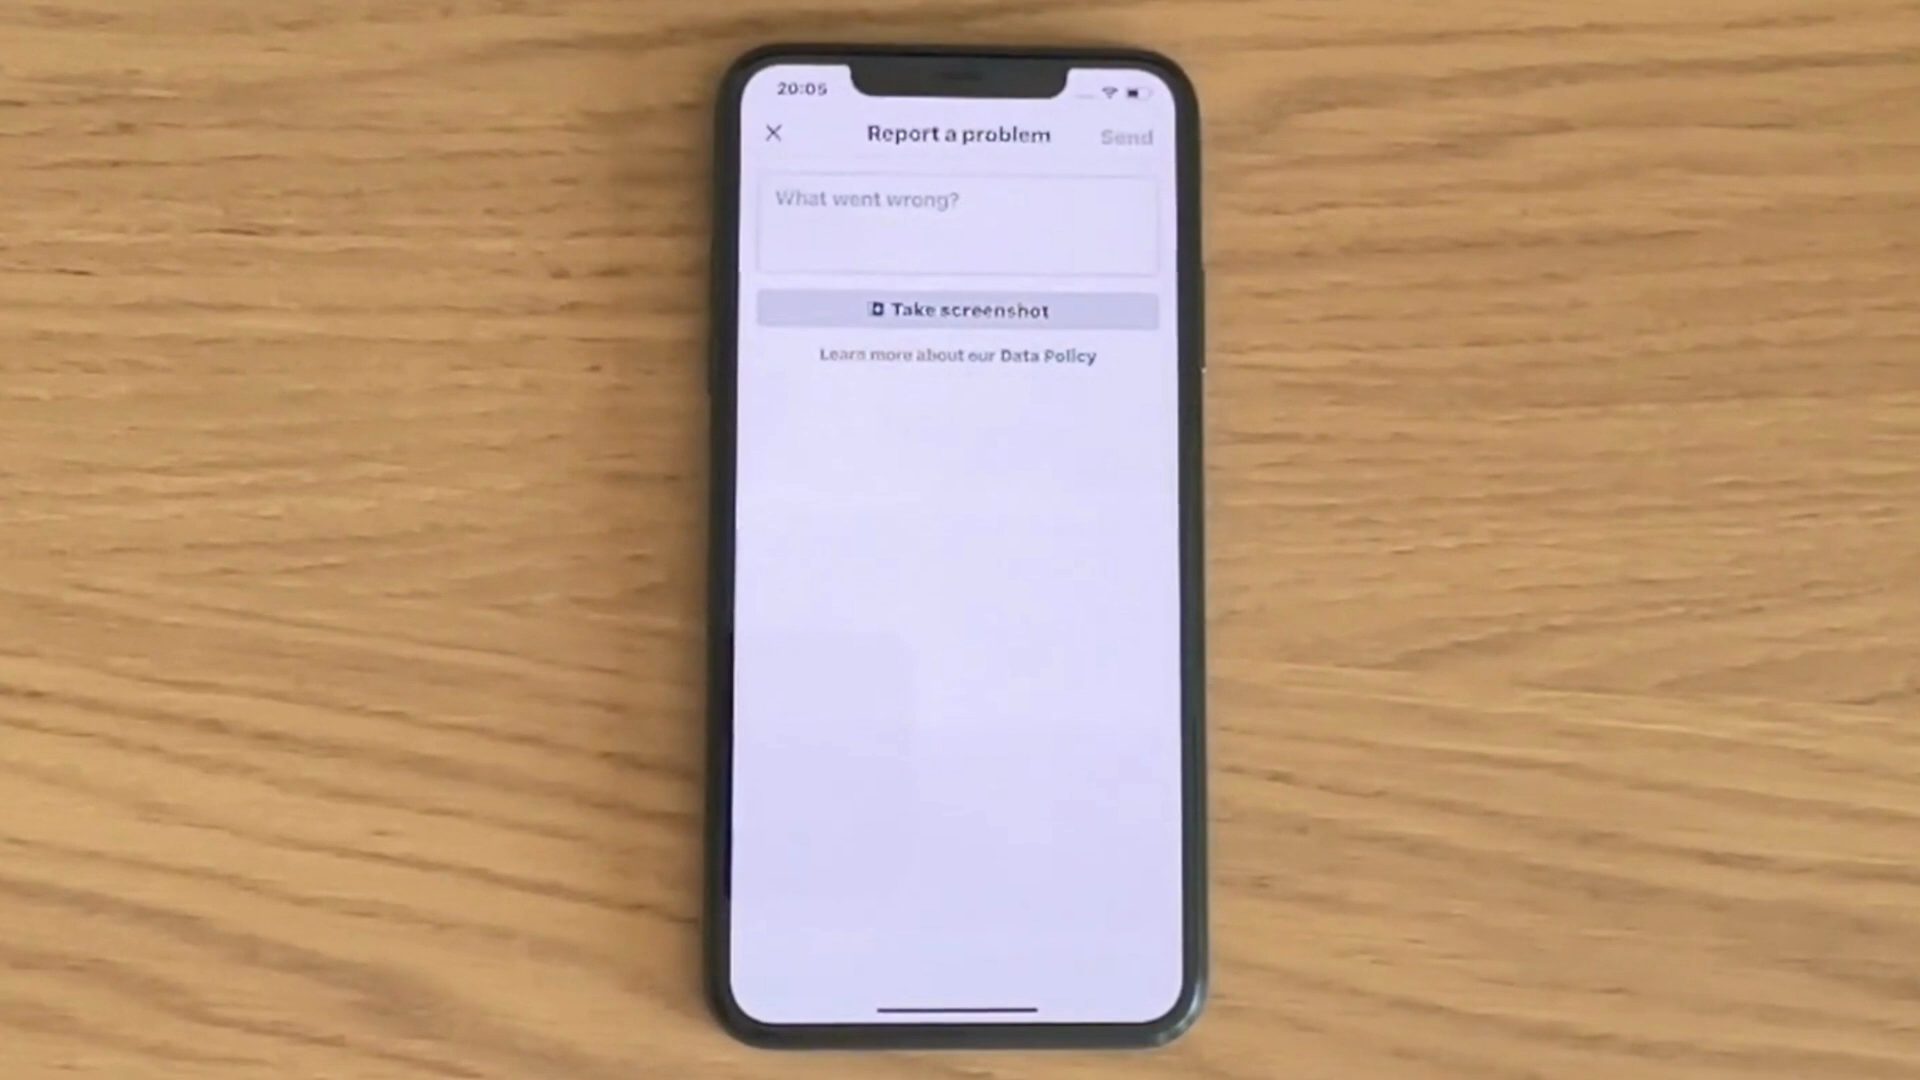 20:05
Report a problem
Send
What went wrong?
Take screenshot
Learn more about our Data Policy